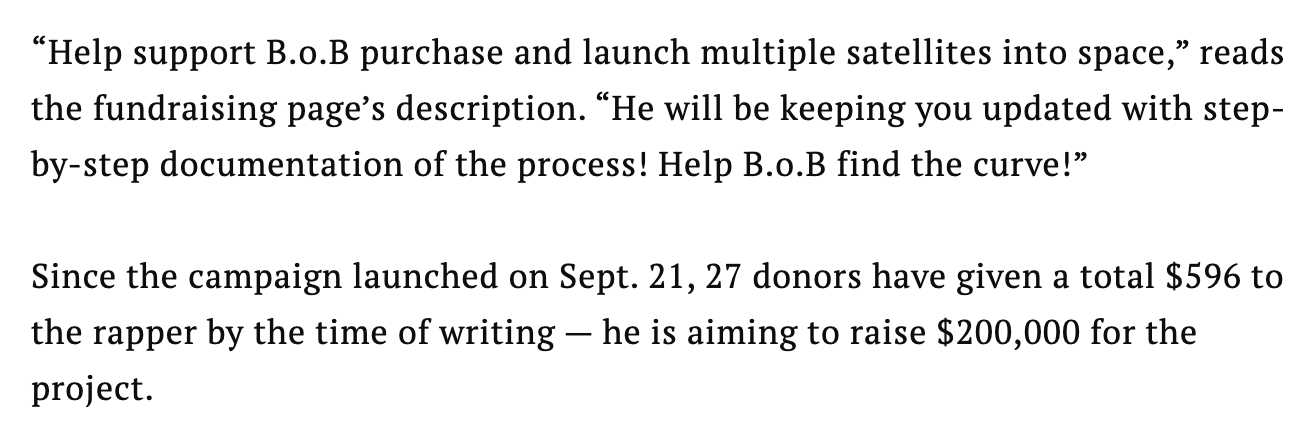 “Help support B.o.B purchase and launch multiple satellites into space,” reads
the fundraising page’s description. “He will be keeping you updated with step-
by-step documentation of the process! Help B.o.B find the curve!”
Since the campaign launched on Sept. 21, 27 donors have given a total $596 to
the rapper by the time of writing — he is aiming to raise $200,000 for the
project.